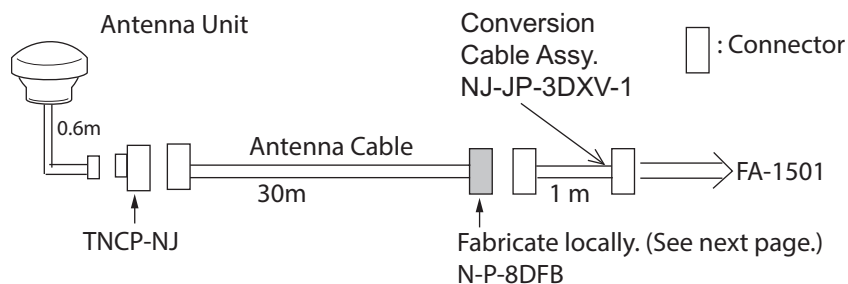 Antenna Unit
Conversion
Cable Assy.
NJ-JP-3DXV-1
: Connector
0.6m
Antenna Cable
30m
1 m
FA-1501
TNCP-NJ
Fabricate locally. (See next page.)
N-P-8DFB